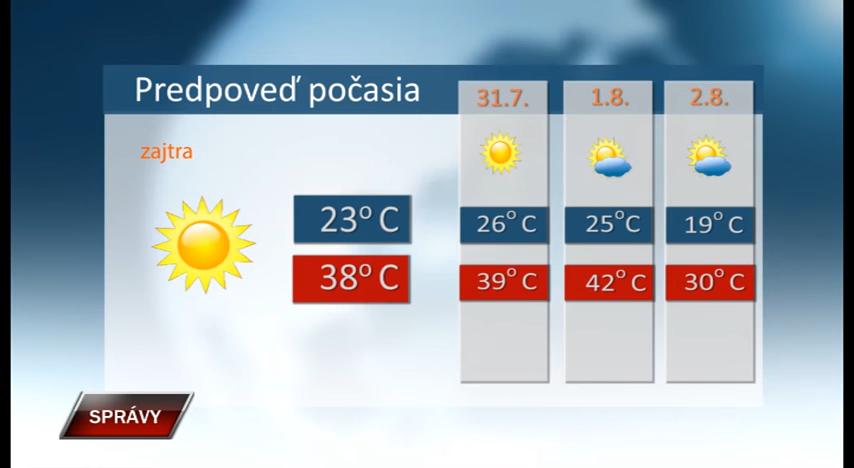 Predpoveď počasia
zajtra
23° C
38° C
31.7.
26° C
39° C
1.8.
25°C
42° C
2.8.
19° C
30° C
SPRÁVY